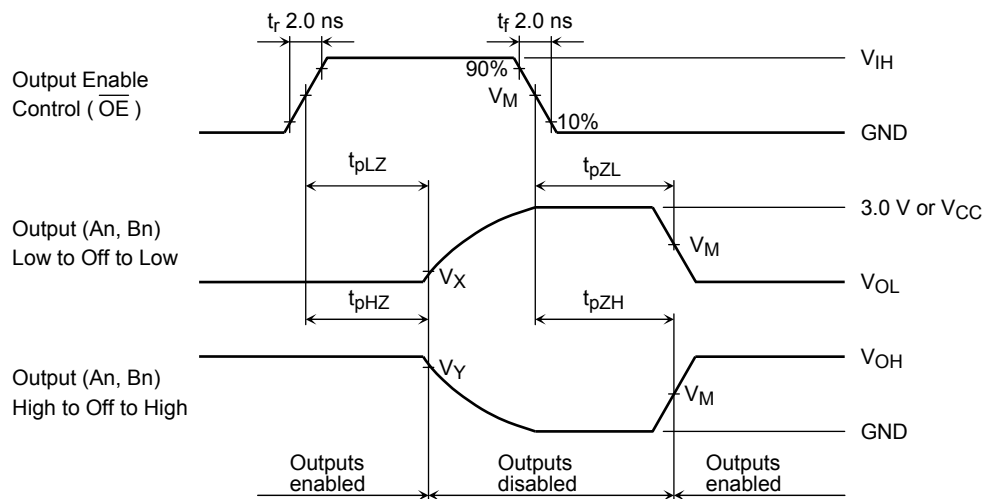 tr 2.0 ns
tf 2.0 ns
Output Enable
Control ( OE )
90%
VM
10%
VIH
GND
tpLZ
tpZL
Output (An, Bn)
Low to Off to Low
VX
VM
3.0 V or VCC
VOL
tpHZ
tpZH
Output (An, Bn)
High to Off to High
VY
VM
VOH
GND
Outputs
enabled
Outputs
disabled
Outputs
enabled